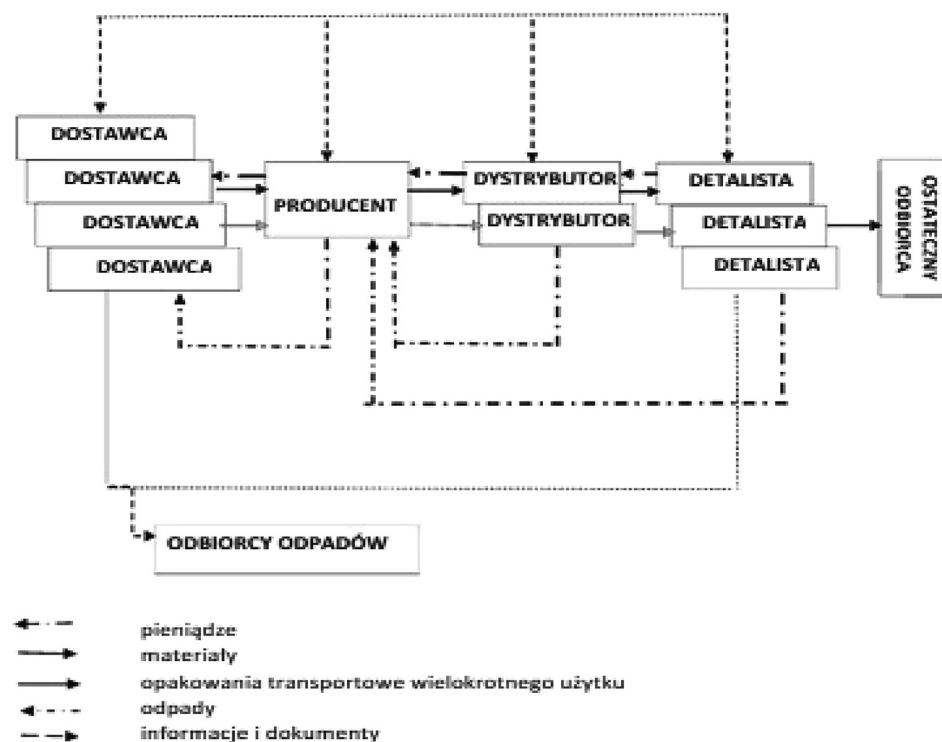 DOSTAWCA
DOSTAWCA
DOSTAWCA
DOSTAWCA
PRODUCENT
DYSTRYBUTOR
DYSTRYBUTOR
DETALISTA
DETALISTA
DETALISTA
OSTATECZNY
ODBIORCA
ODBIORCY ODPADÓW
pieniądze
materiały
opakowania transportowe wielokrotnego użytku
odpady
informacje i dokumenty